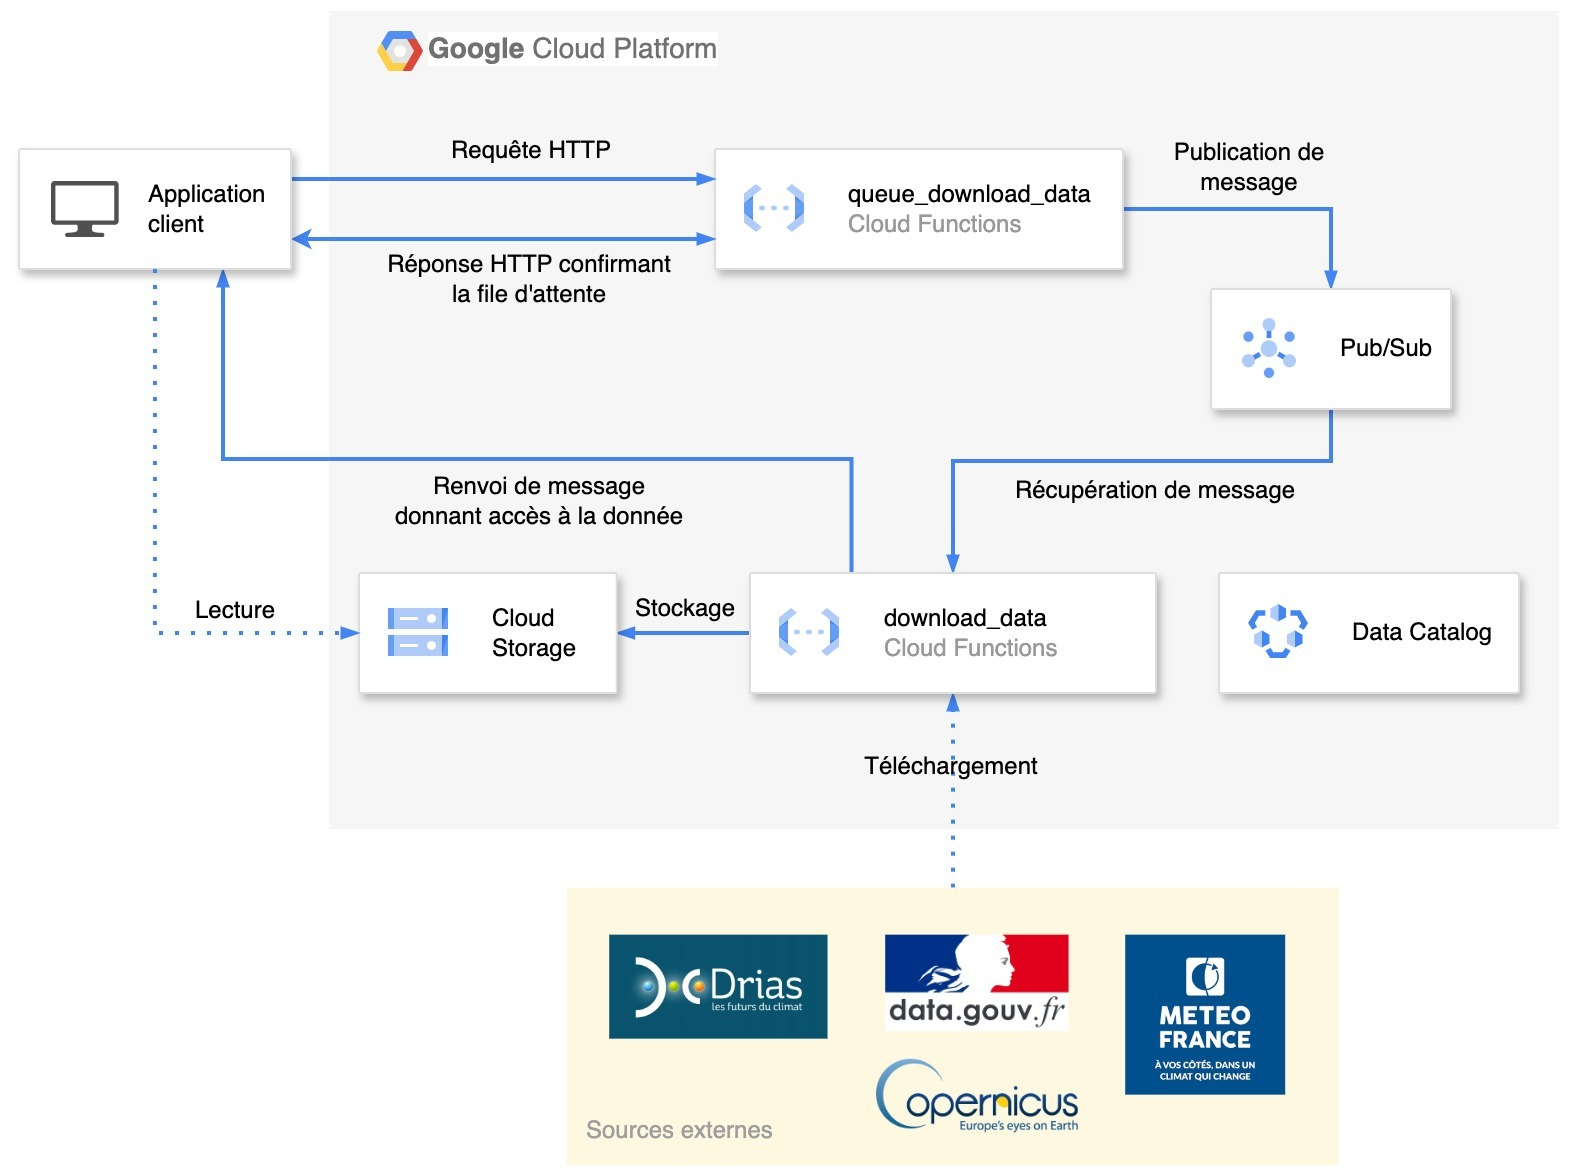 Google Cloud Platform
Requête HTTP
Application
client
queue_download_data
Cloud Functions
Publication de
message
Réponse HTTP confirmant
la file d'attente
Pub/Sub
Renvoi de message
donnant accès à la donnée
Récupération de message
Lecture
Cloud
Storage
Stockage
download_data
Cloud Functions
Data Catalog
Téléchargement
Drias
les futurs du climat
data.gouv.fr
METEO
FRANCE
À VOS CÔTÉS, DANS UN
CLIMAT QUI CHANGE
Copernicus
Europe's eyes on Earth
Sources externes